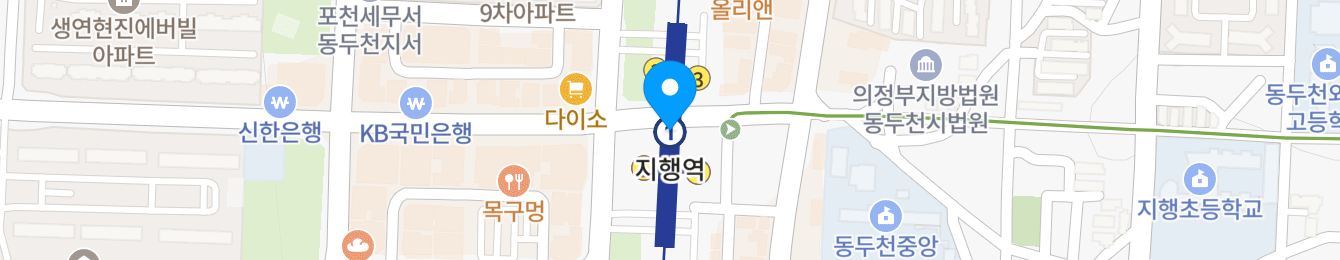 생연현진에버빌
아파트
포천세무서
동두천지서
9차아파트
올리앤
3
신한은행
KB국민은행
다이소
의정부지방법원
동두천시법원
1
지행역
목구멍
동두천중앙
지행초등학교
동두천외
고등학